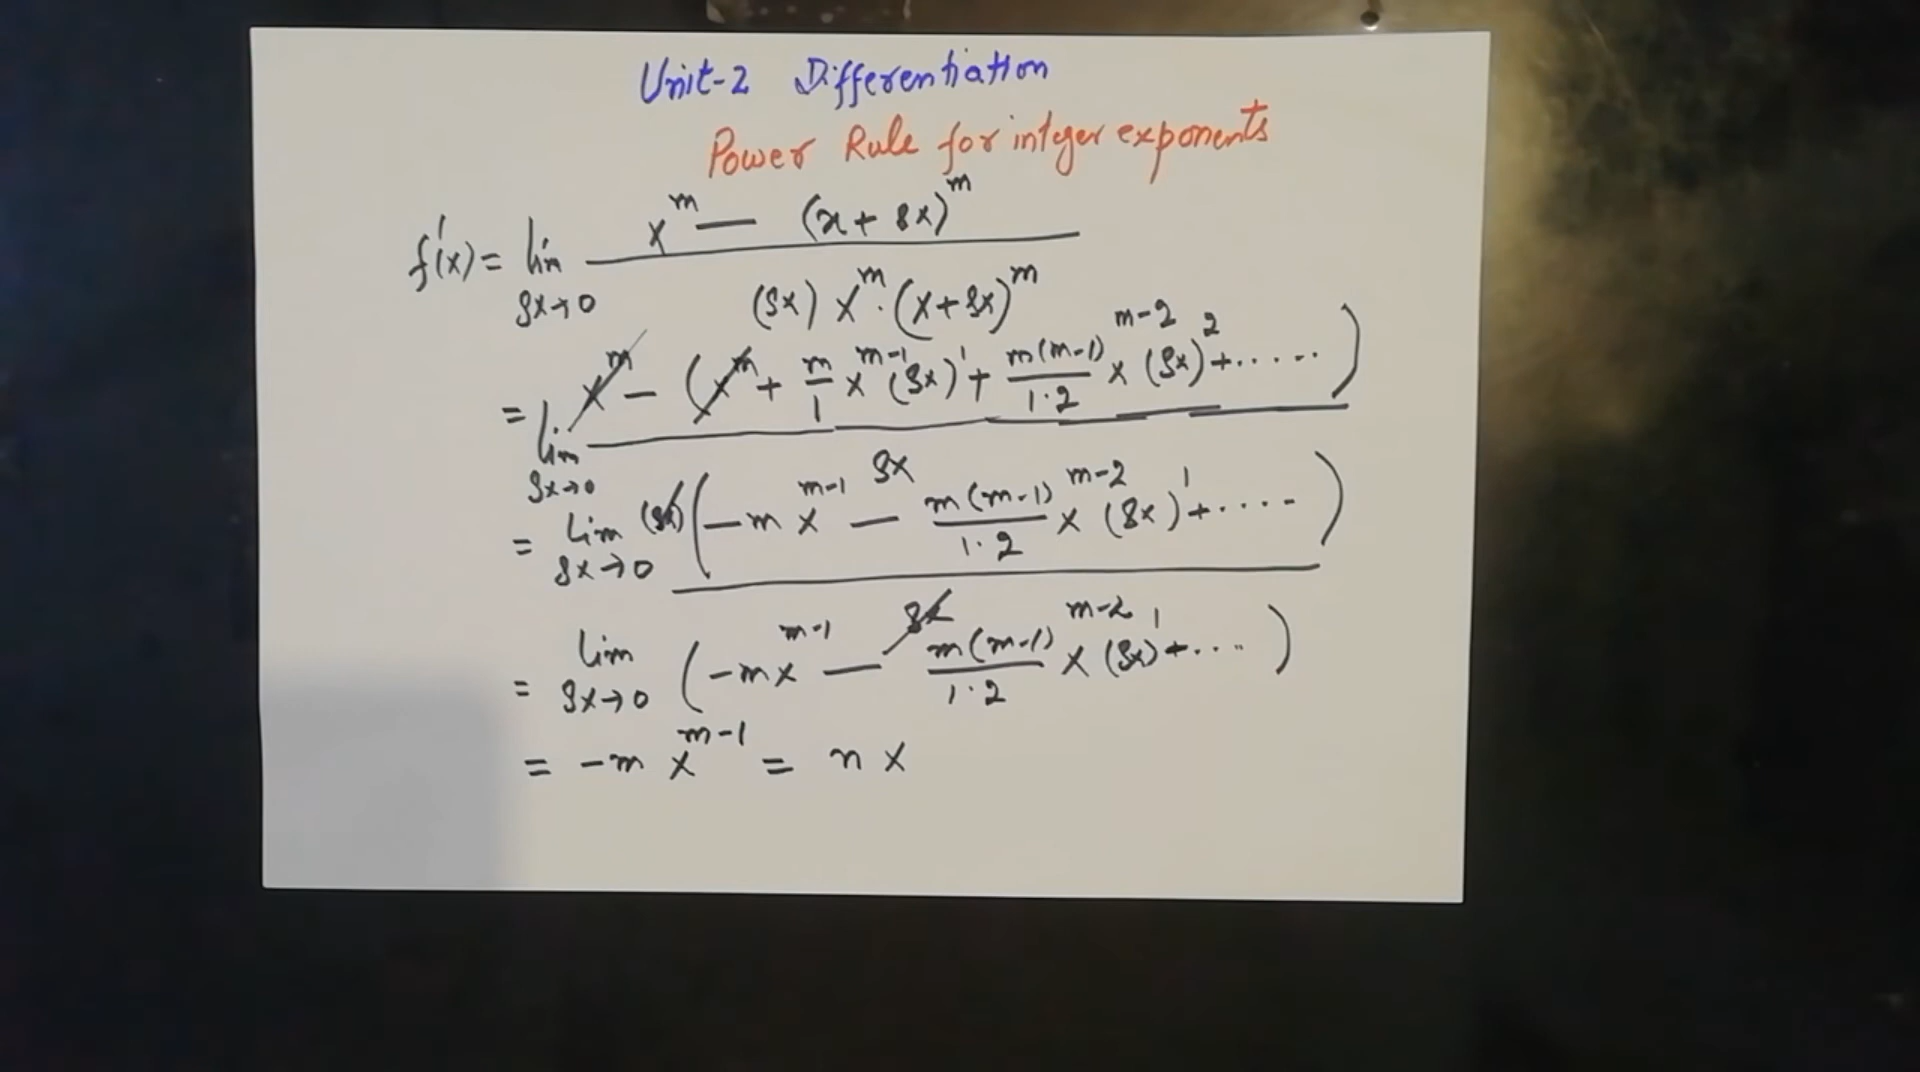 Unit-2 Differentiation
Power Rule for integer exponents
f'(x) = lim δx→0 (x^m − (x + δx)^m) / ((δx) x^m · (x + δx)^m)
= lim δx→0 (x^m − (x^m + m/1 x^(m-1) (δx)^1 + m(m-1)/1·2 x^(m-2) (δx)^2 + ......)) / δx
= lim δx→0 (δx) (−m x^(m-1) − m(m-1)/1·2 x^(m-2) (δx)^1 + ....) / δx
= lim δx→0 (−m x^(m-1) − m(m-1)/1·2 x^(m-2) (δx)^1 + ....)
= −m x^(m-1) = n x